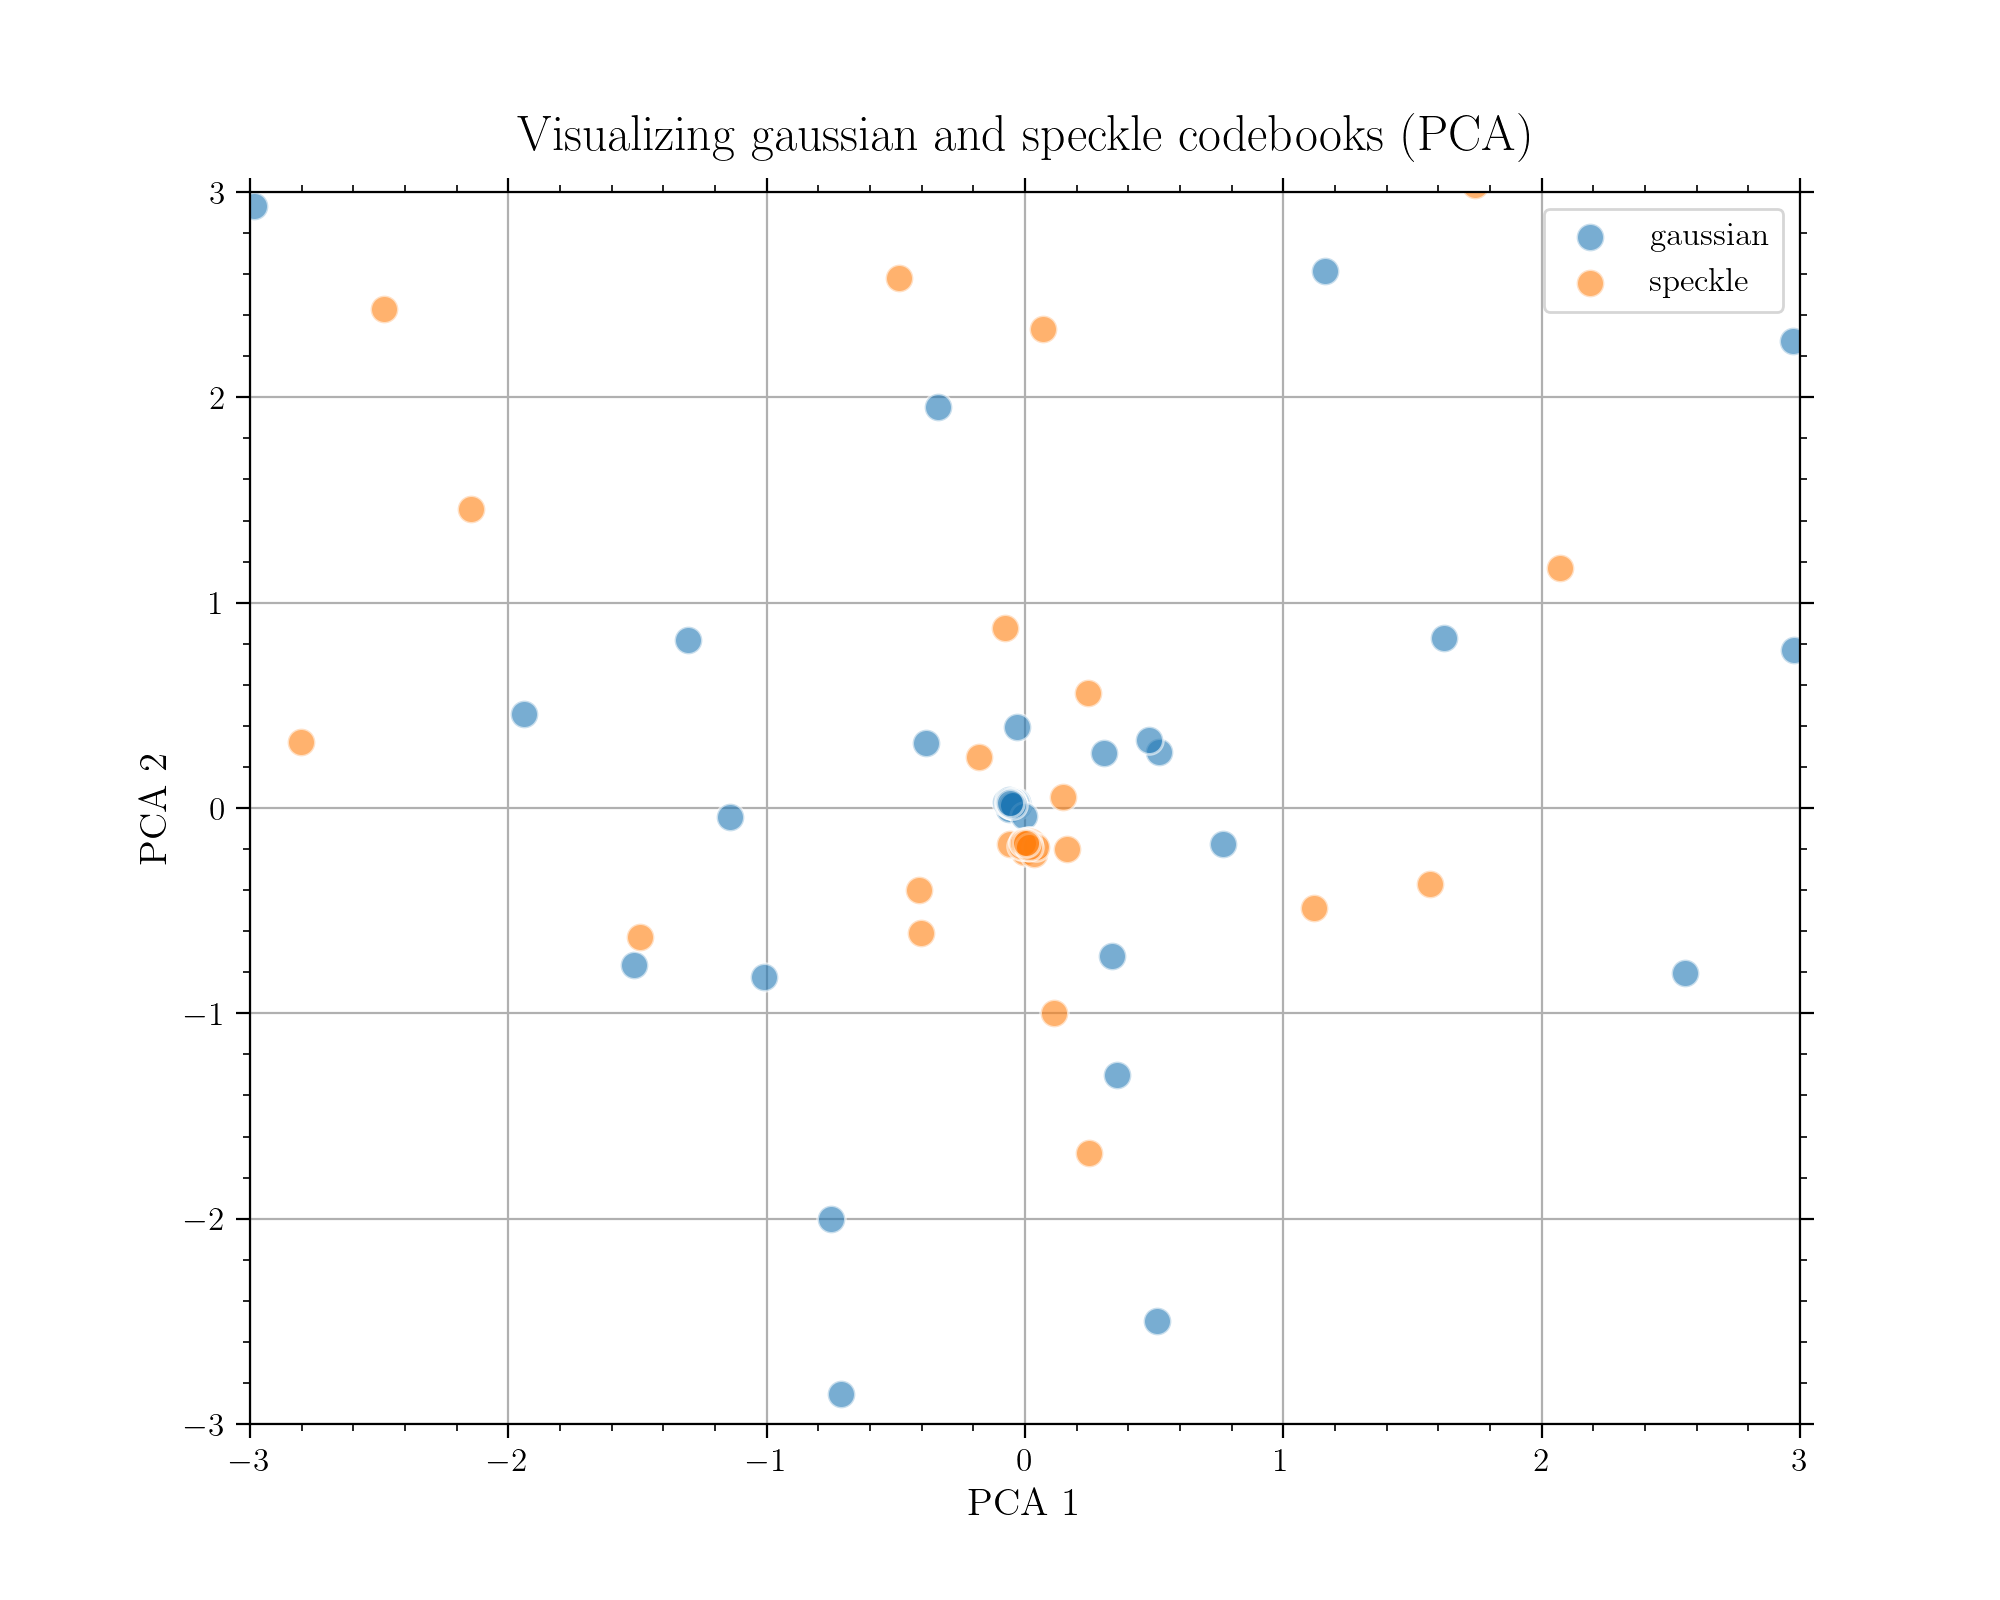 Visualizing gaussian and speckle codebooks (PCA)
gaussian
speckle
3
2
1
0
−1
−2
−3
PCA 2
−3
−2
−1
0
1
2
3
PCA 1